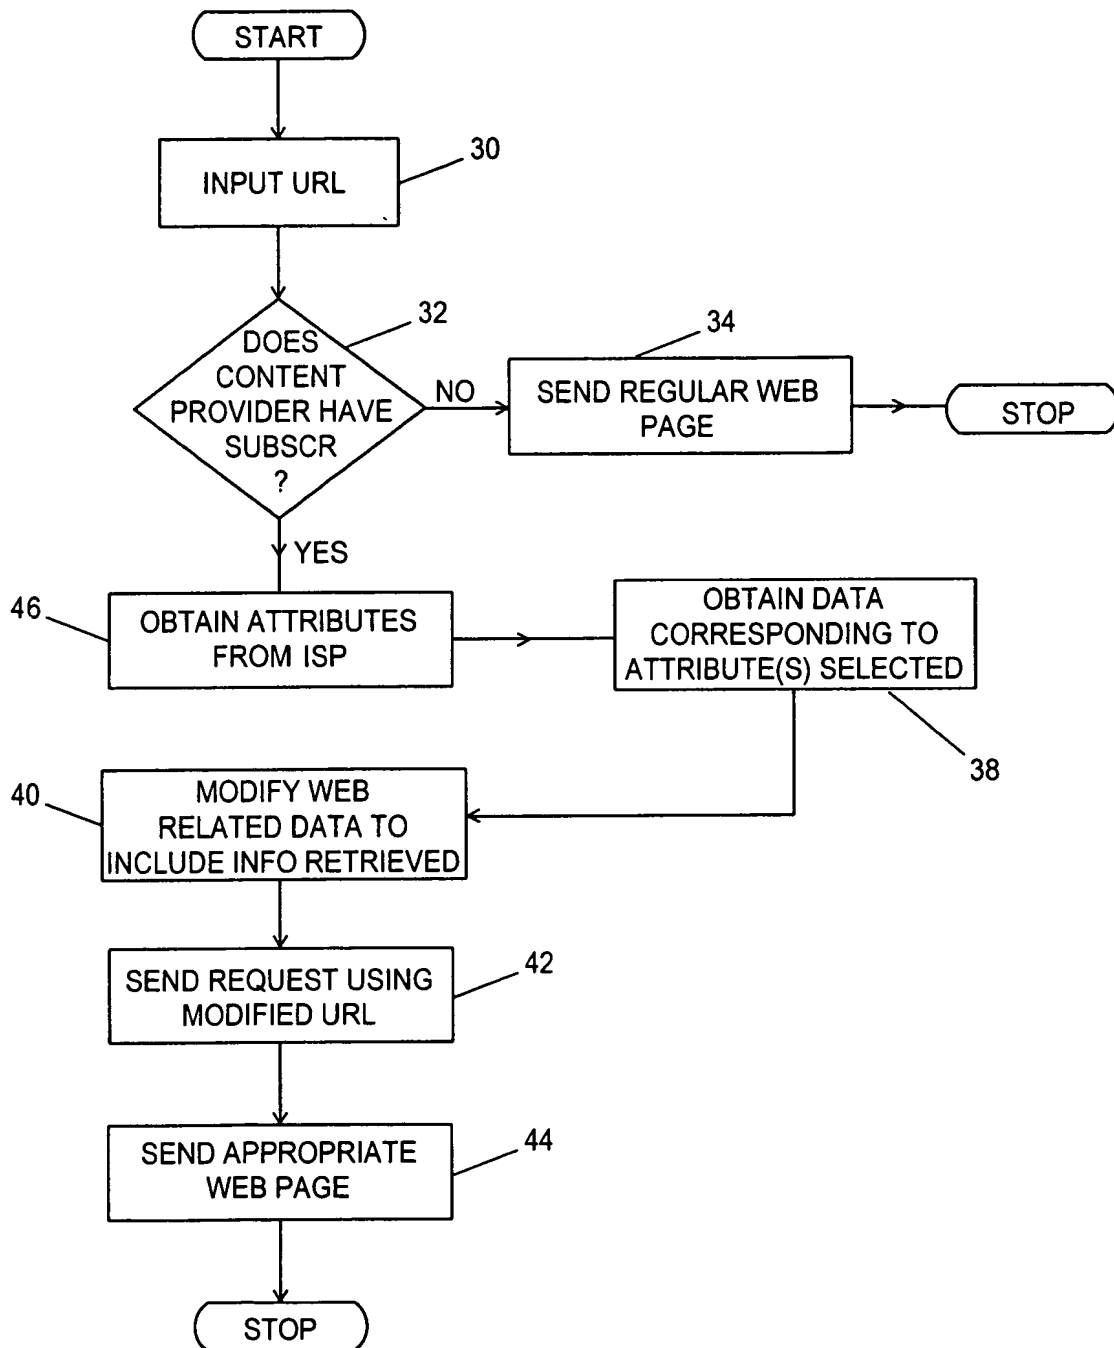 START
30
INPUT URL
32
DOES
CONTENT
PROVIDER HAVE
SUBSCR
?
NO
34
SEND REGULAR WEB
PAGE
STOP
YES
46
OBTAIN ATTRIBUTES
FROM ISP
OBTAIN DATA
CORRESPONDING TO
ATTRIBUTE(S) SELECTED
38
40
MODIFY WEB
RELATED DATA TO
INCLUDE INFO RETRIEVED
42
SEND REQUEST USING
MODIFIED URL
44
SEND APPROPRIATE
WEB PAGE
STOP